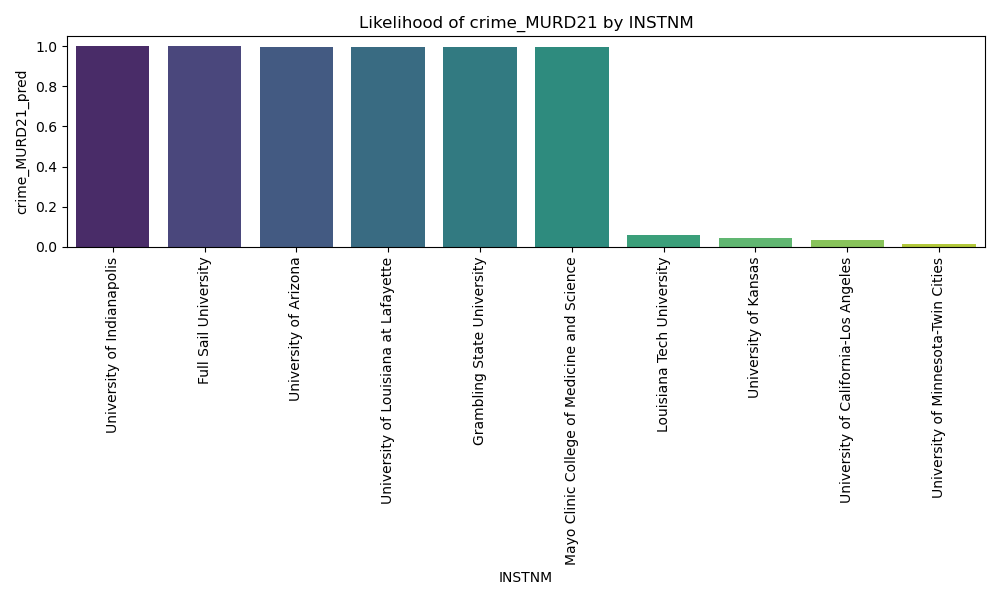 Likelihood of crime_MURD21 by INSTNM
crime_MURD21_pred
1.0
0.8
0.6
0.4
0.2
0.0
University of Indianapolis
Full Sail University
University of Arizona
University of Louisiana at Lafayette
Grambling State University
Mayo Clinic College of Medicine and Science
Louisiana Tech University
University of Kansas
University of California-Los Angeles
University of Minnesota-Twin Cities
INSTNM